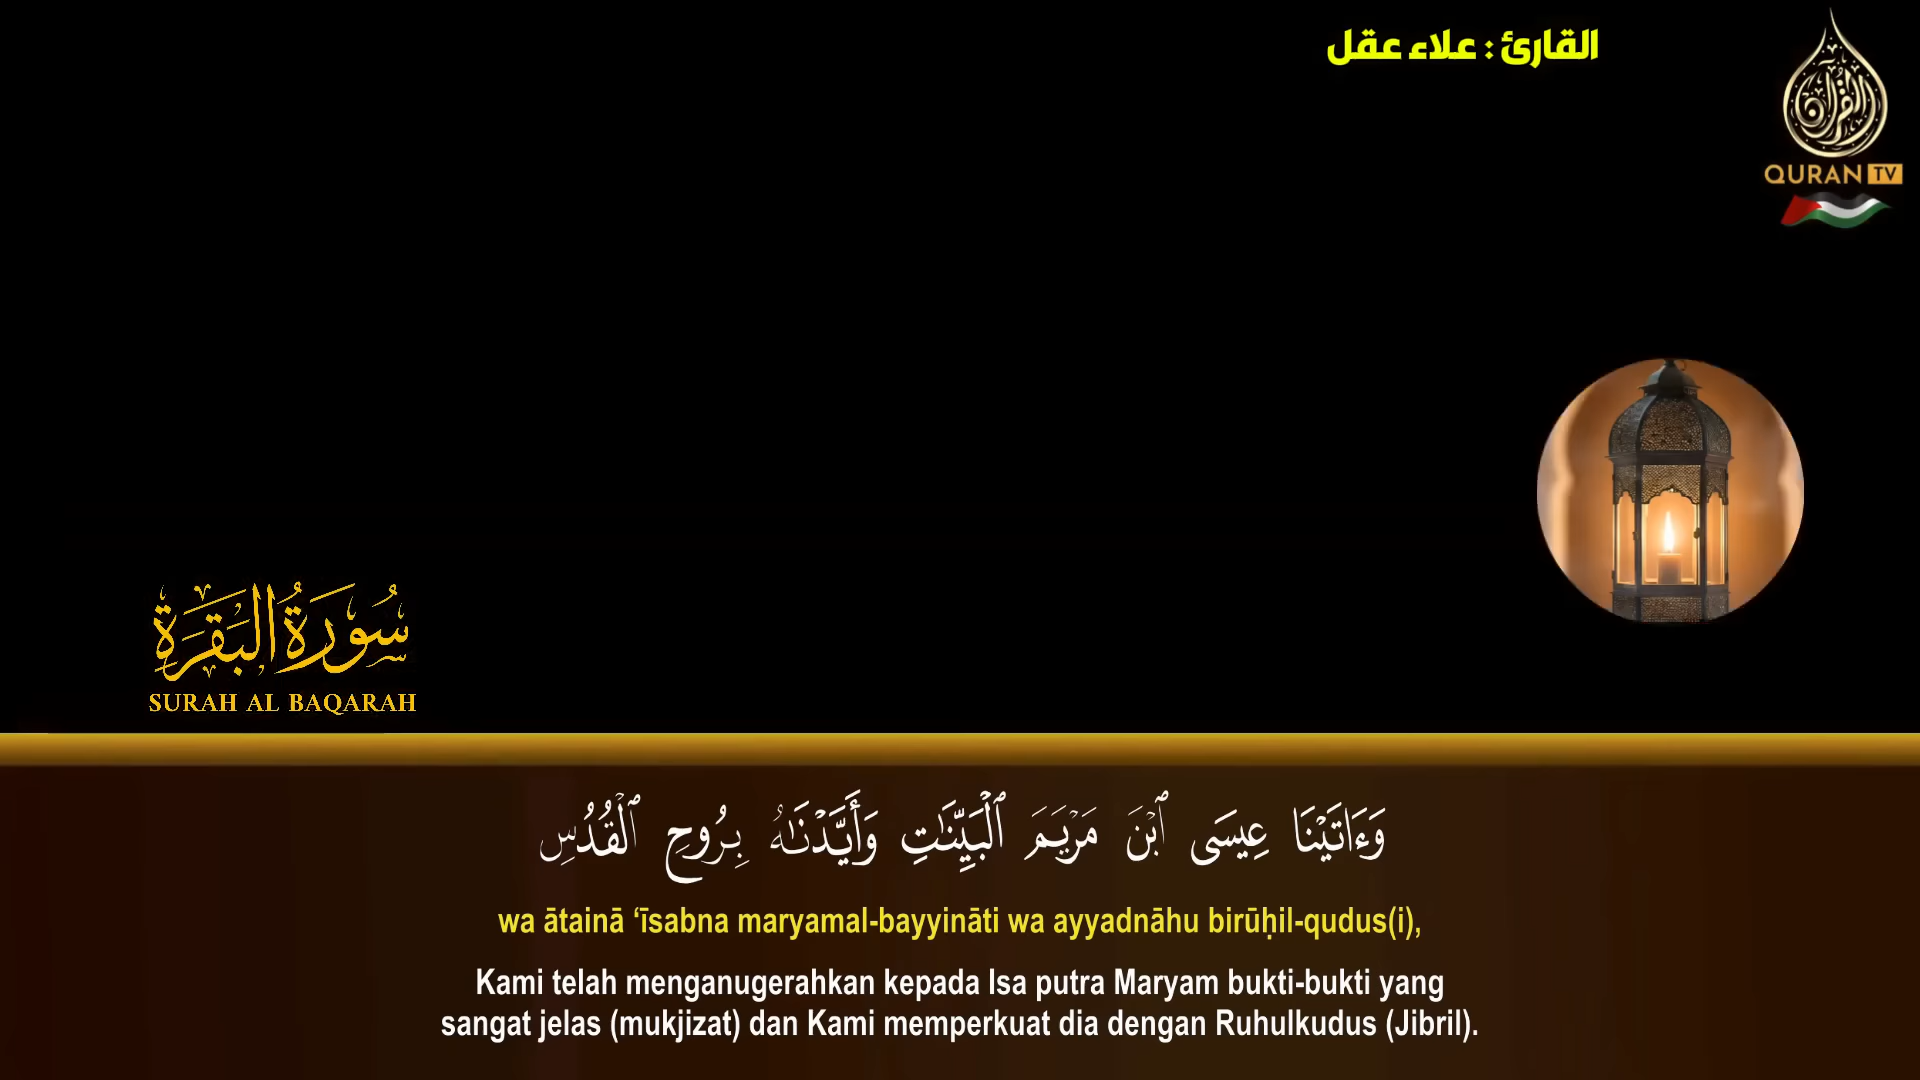 القارئ : علاء عقل
القرآن
QURAN TV
سُورَةُ البَقَرَةِ
SURAH AL BAQARAH
وَءَاتَيْنَا عِيسَى ٱبْنَ مَرْيَمَ ٱلْبَيِّنَٰتِ وَأَيَّدْنَٰهُ بِرُوحِ ٱلْقُدُسِ
wa ātainā ‘īsabna maryamal-bayyināti wa ayyadnāhu birūḥil-qudus(i),
Kami telah menganugerahkan kepada Isa putra Maryam bukti-bukti yang
sangat jelas (mukjizat) dan Kami memperkuat dia dengan Ruhulkudus (Jibril).